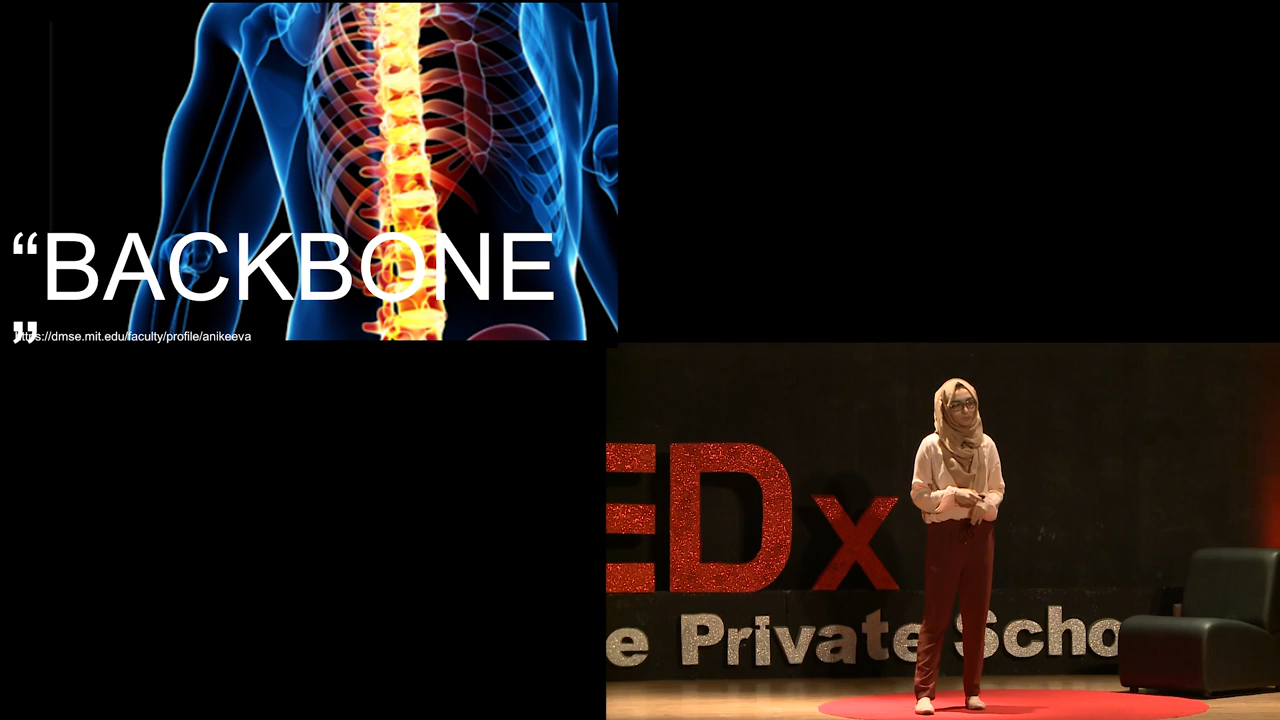 “BACKBONE
”
https://dmse.mit.edu/faculty/profile/anikeeva
EDx
e Private Scho